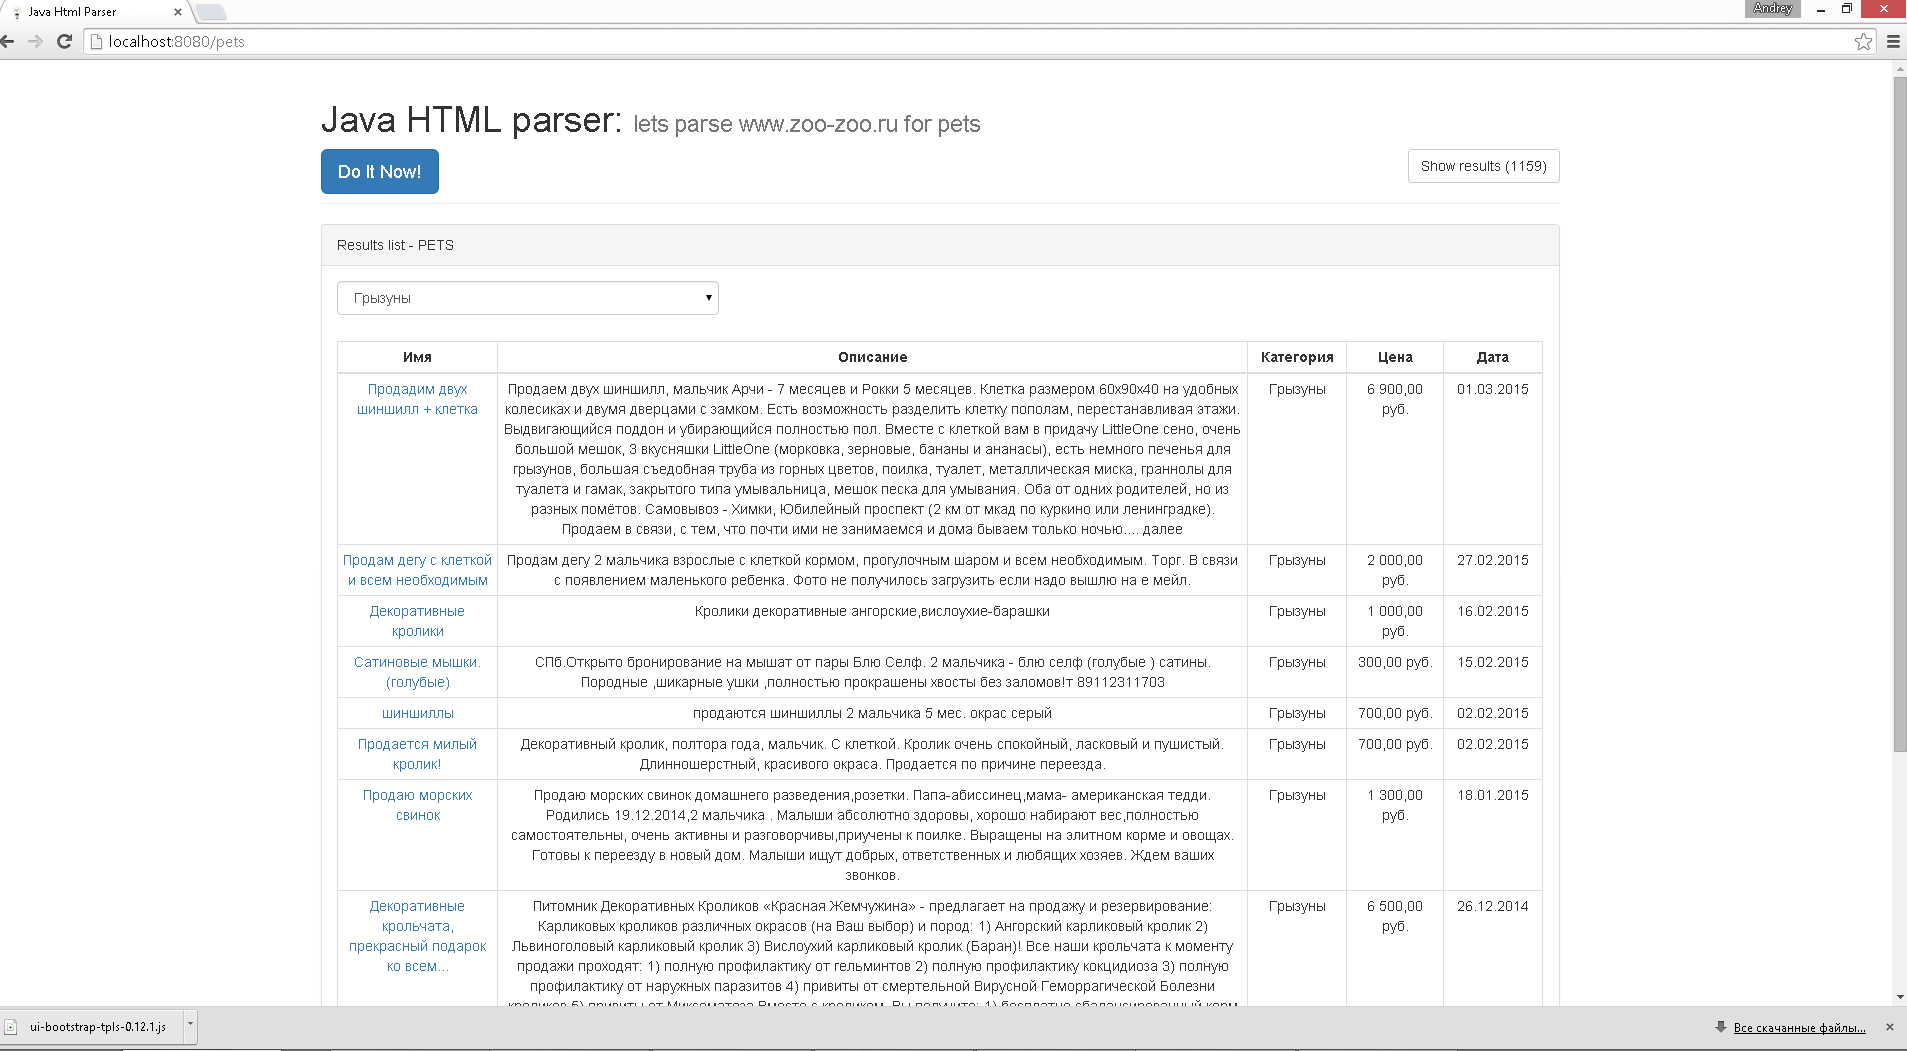 Java Html Parser
Andrey
localhost:8080/pets
Java HTML parser: lets parse www.zoo-zoo.ru for pets
Do It Now!
Show results (1159)
Results list - PETS
Грызуны
Имя Описание Категория Цена Дата
Продадим двух Продаем двух шиншилл, мальчик Арчи - 7 месяцев и Рокки 5 месяцев. Клетка размером 60х90х40 на удобных Грызуны 6 900,00 01.03.2015
шиншилл + клетка колесиках и двумя дверцами с замком. Есть возможность разделить клетку пополам, перестанавливая этажи. руб.
Выдвигающийся поддон и убирающийся полностью пол. Вместе с клеткой вам в придачу LittleOne сено, очень
большой мешок, 3 вкусняшки LittleOne (морковка, зерновые, бананы и ананасы), есть немного печенья для
грызунов, большая съедобная труба из горных цветов, поилка, туалет, металлическая миска, граннолы для
туалета и гамак, закрытого типа умывальница, мешок песка для умывания. Оба от одних родителей, но из
разных помётов. Самовывоз - Химки, Юбилейный проспект (2 км от мкад по куркино или ленинградке).
Продаем в связи, с тем, что почти ими не занимаемся и дома бываем только ночью.... далее
Продам дегу с клеткой Продам дегу 2 мальчика взрослые с клеткой кормом, прогулочным шаром и всем необходимым. Торг. В связи Грызуны 2 000,00 27.02.2015
и всем необходимым с появлением маленького ребенка. Фото не получилось загрузить если надо вышлю на е мейл. руб.
Декоративные Кролики декоративные ангорские,вислоухие-барашки Грызуны 1 000,00 16.02.2015
кролики руб.
Сатиновые мышки. СПб.Открыто бронирование на мышат от пары Блю Селф. 2 мальчика - блю селф (голубые ) сатины. Грызуны 300,00 руб. 15.02.2015
(голубые) Породные ,шикарные ушки ,полностью прокрашены хвосты без заломов!т 89112311703
шиншиллы продаются шиншиллы 2 мальчика 5 мес. окрас серый Грызуны 700,00 руб. 02.02.2015
Продается милый Декоративный кролик, полтора года, мальчик. С клеткой. Кролик очень спокойный, ласковый и пушистый. Грызуны 700,00 руб. 02.02.2015
кролик! Длинношерстный, красивого окраса. Продается по причине переезда.
Продаю морских Продаю морских свинок домашнего разведения,розетки. Папа-абиссинец,мама- американская тедди. Грызуны 1 300,00 18.01.2015
свинок Родились 19.12.2014,2 мальчика . Малыши абсолютно здоровы, хорошо набирают вес,полностью руб.
самостоятельны, очень активны и разговорчивы,приучены к поилке. Выращены на элитном корме и овощах.
Готовы к переезду в новый дом. Малыши ищут добрых, ответственных и любящих хозяев. Ждем ваших
звонков.
Декоративные Питомник Декоративных Кроликов «Красная Жемчужина» - предлагает на продажу и резервирование: Грызуны 6 500,00 26.12.2014
крольчата, Карликовых кроликов различных окрасов (на Ваш выбор) и пород: 1) Ангорский карликовый кролик 2) руб.
прекрасный подарок Львиноголовый карликовый кролик 3) Вислоухий карликовый кролик (Баран)! Все наши крольчата к моменту
ко всем... продажи проходят: 1) полную профилактику от гельминтов 2) полную профилактику кокцидиоза 3) полную
профилактику от наружных паразитов 4) привиты от смертельной Вирусной Геморрагической Болезни
кроликов 5) привиты от Миксоматоза Вместе с кроликом, Вы получите: 1) бесплатно сбалансированный корм
ui-bootstrap-tpls-0.12.1.js
Все скачанные файлы...